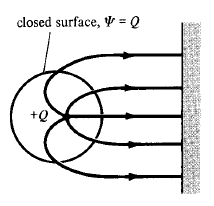 closed surface, Ψ = Q
+Q